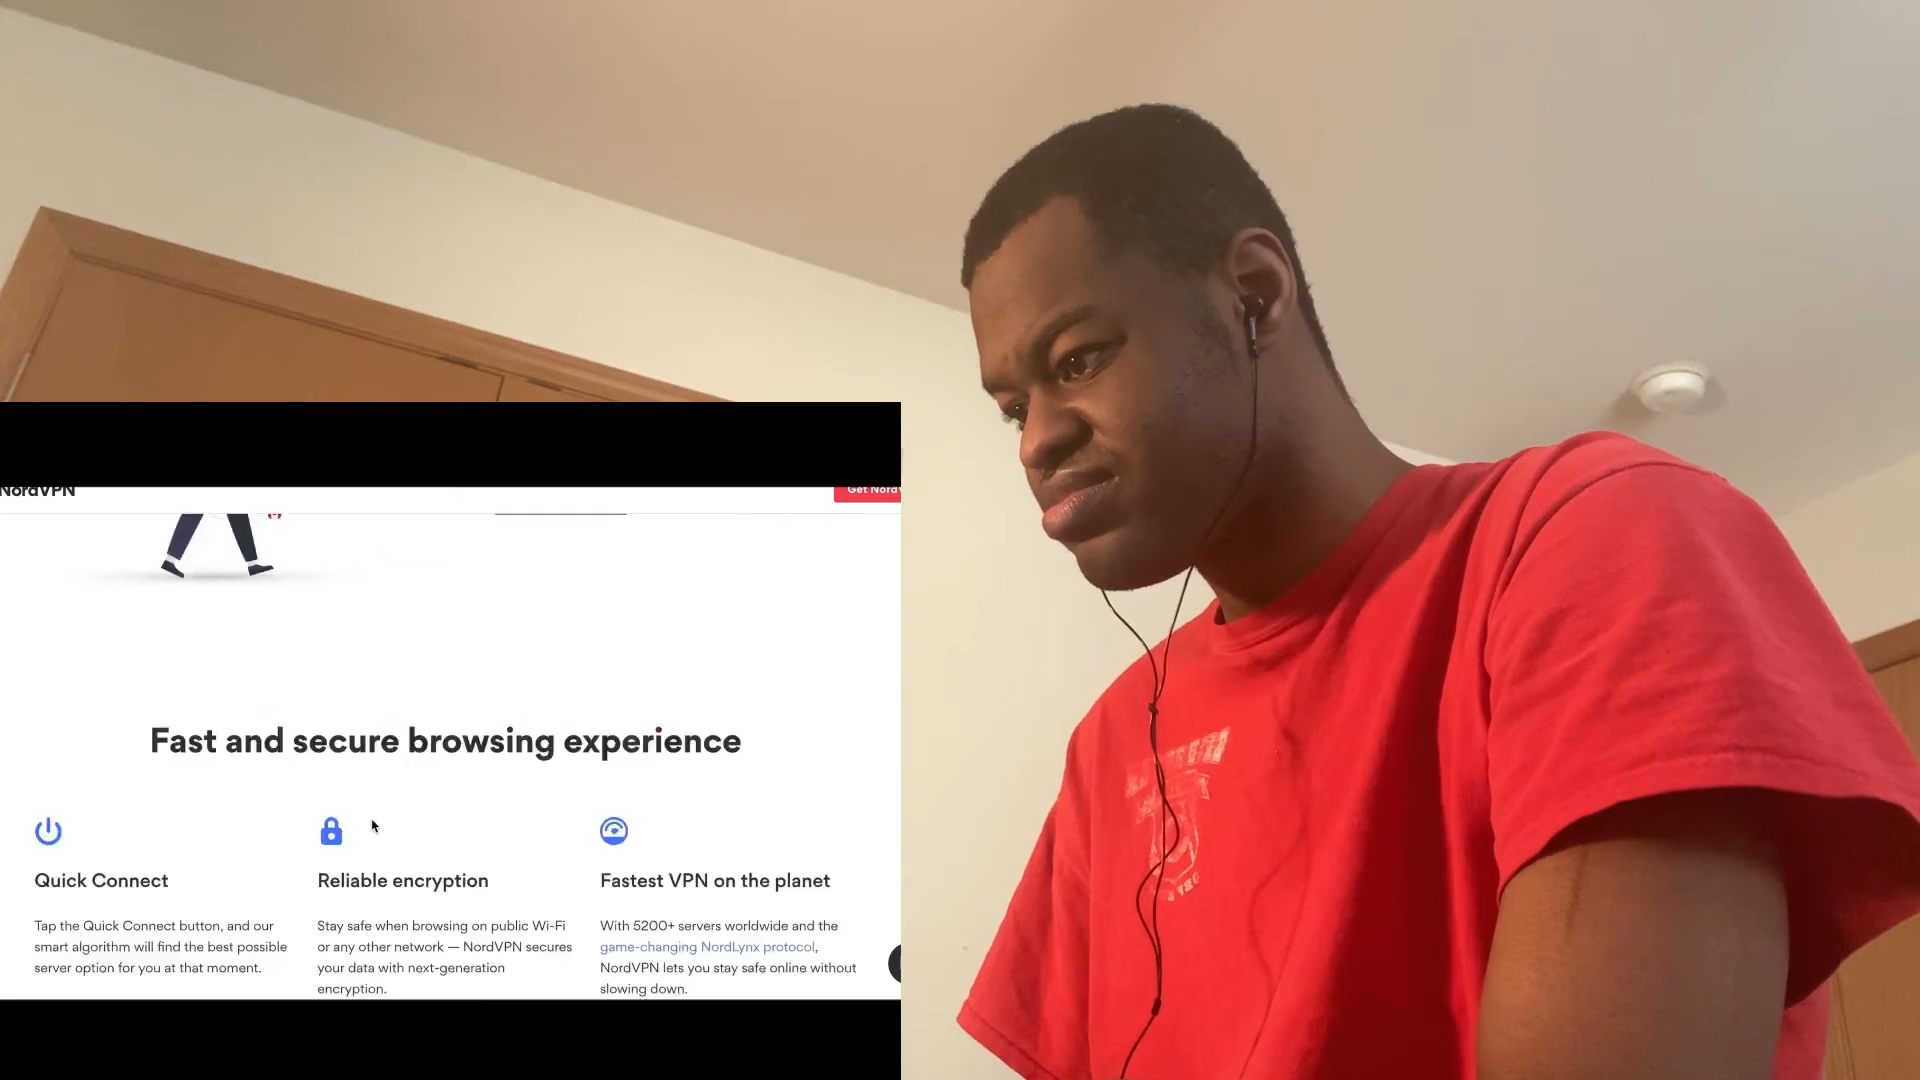 NordVPN
Get Nord
Fast and secure browsing experience
Quick Connect
Tap the Quick Connect button, and our
smart algorithm will find the best possible
server option for you at that moment.
Reliable encryption
Stay safe when browsing on public Wi-Fi
or any other network — NordVPN secures
your data with next-generation
encryption.
Fastest VPN on the planet
With 5200+ servers worldwide and the
game-changing NordLynx protocol,
NordVPN lets you stay safe online without
slowing down.